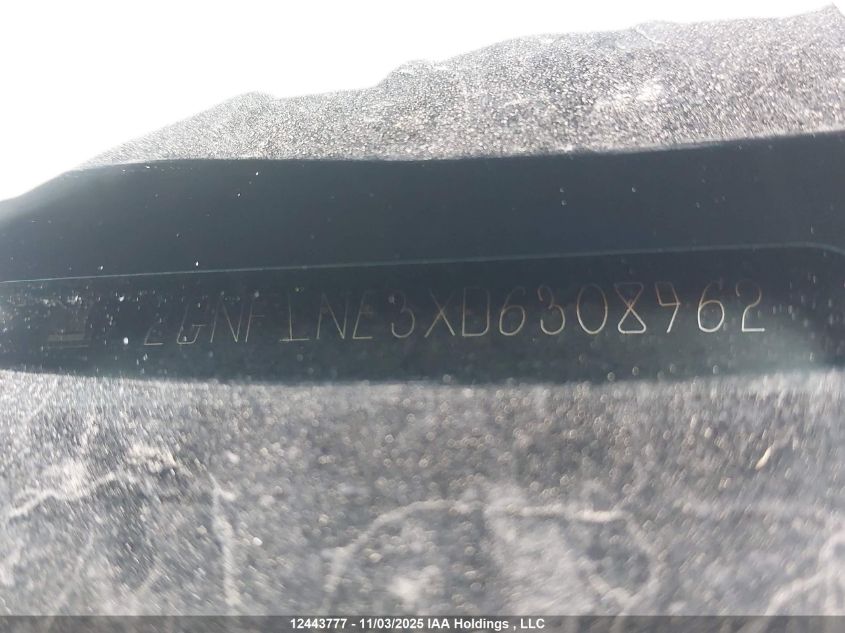 2GNFLNE3XD6308962
12443777 - 11/03/2025 IAA Holdings , LLC